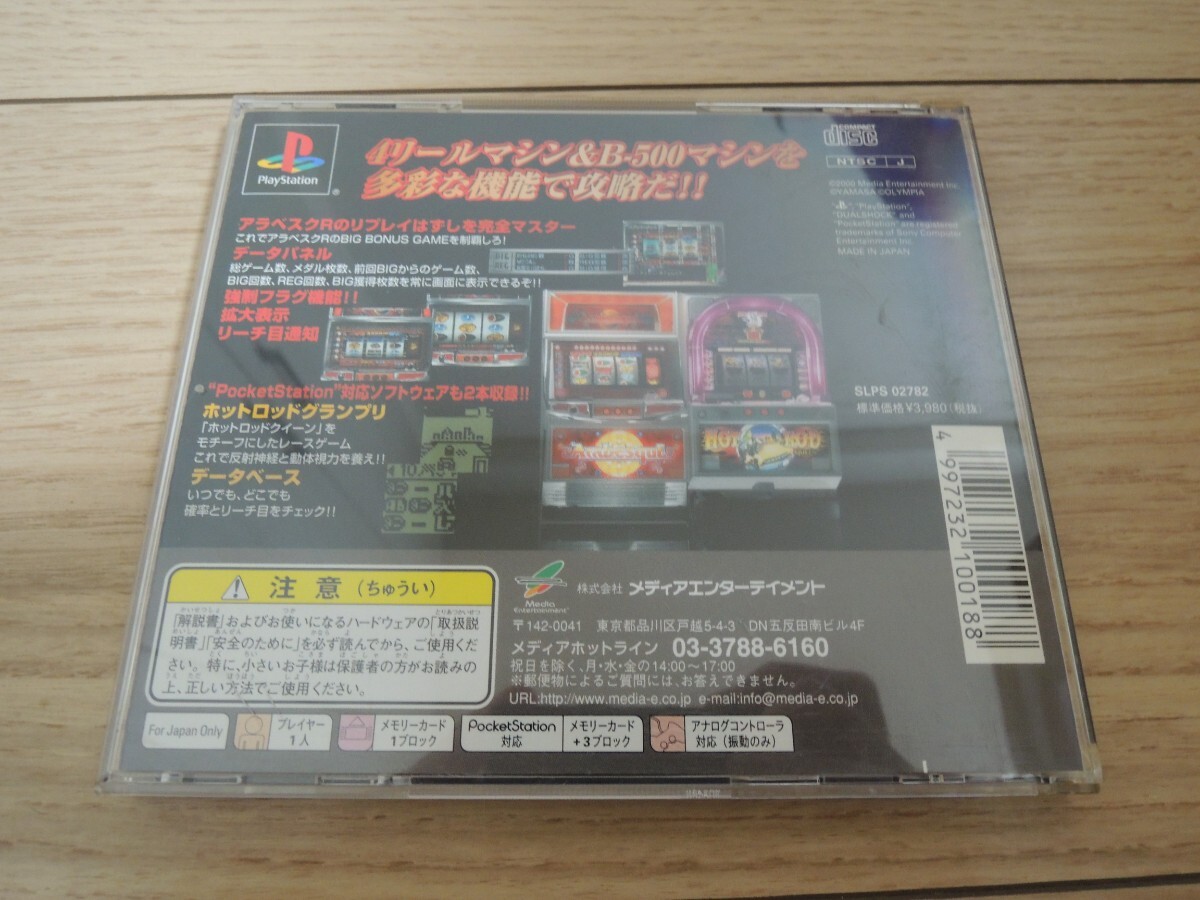 PlayStation
4リールマシン&B-500マシンを
多彩な機能で攻略だ!!
COMPACT
disc
NTSC J
©2000 Media Entertainment Inc.
©YAMASA ©OLYMPIA
"PlayStation",
"DUALSHOCK" and
"PocketStation" are registered
trademarks of Sony Computer
Entertainment Inc.
MADE IN JAPAN
アラベスクRのリプレイはずしを完全マスター
これでアラベスクRのBIG BONUS GAMEを制覇しろ!
データパネル
総ゲーム数、メダル枚数、前回BIGからのゲーム数、
BIG回数、REG回数、BIG獲得枚数を常に画面に表示できるぞ!!
強制フラグ機能!!
拡大表示
リーチ目通知
"PocketStation"対応ソフトウェアも2本収録!!
ホットロッドグランプリ
「ホットロッドクイーン」を
モチーフにしたレースゲーム
これで反射神経と動体視力を養え!!
データベース
いつでも、どこでも
確率とリーチ目をチェック!!
ARABESQUE
HOT ROD
SLPS 02782
標準価格¥3,980(税抜)
4997232100188
注意(ちゅうい)
「解説書」およびお使いになるハードウェアの「取扱説
明書」「安全のために」を必ず読んでから、ご使用くだ
さい。特に、小さいお子様は保護者の方がお読みの
上、正しい方法でご使用ください。
Media
Entertainment
株式会社 メディアエンターテイメント
〒142-0041 東京都品川区戸越5-4-3 DN五反田南ビル4F
メディアホットライン 03-3788-6160
祝日を除く、月・水・金の14:00〜17:00
※郵便物によるご質問には、お答えできません。
URL:http://www.media-e.co.jp e-mail:info@media-e.co.jp
For Japan Only
プレイヤー
1人
メモリーカード
1ブロック
PocketStation
対応
メモリーカード
+3ブロック
アナログコントローラ
対応(振動のみ)